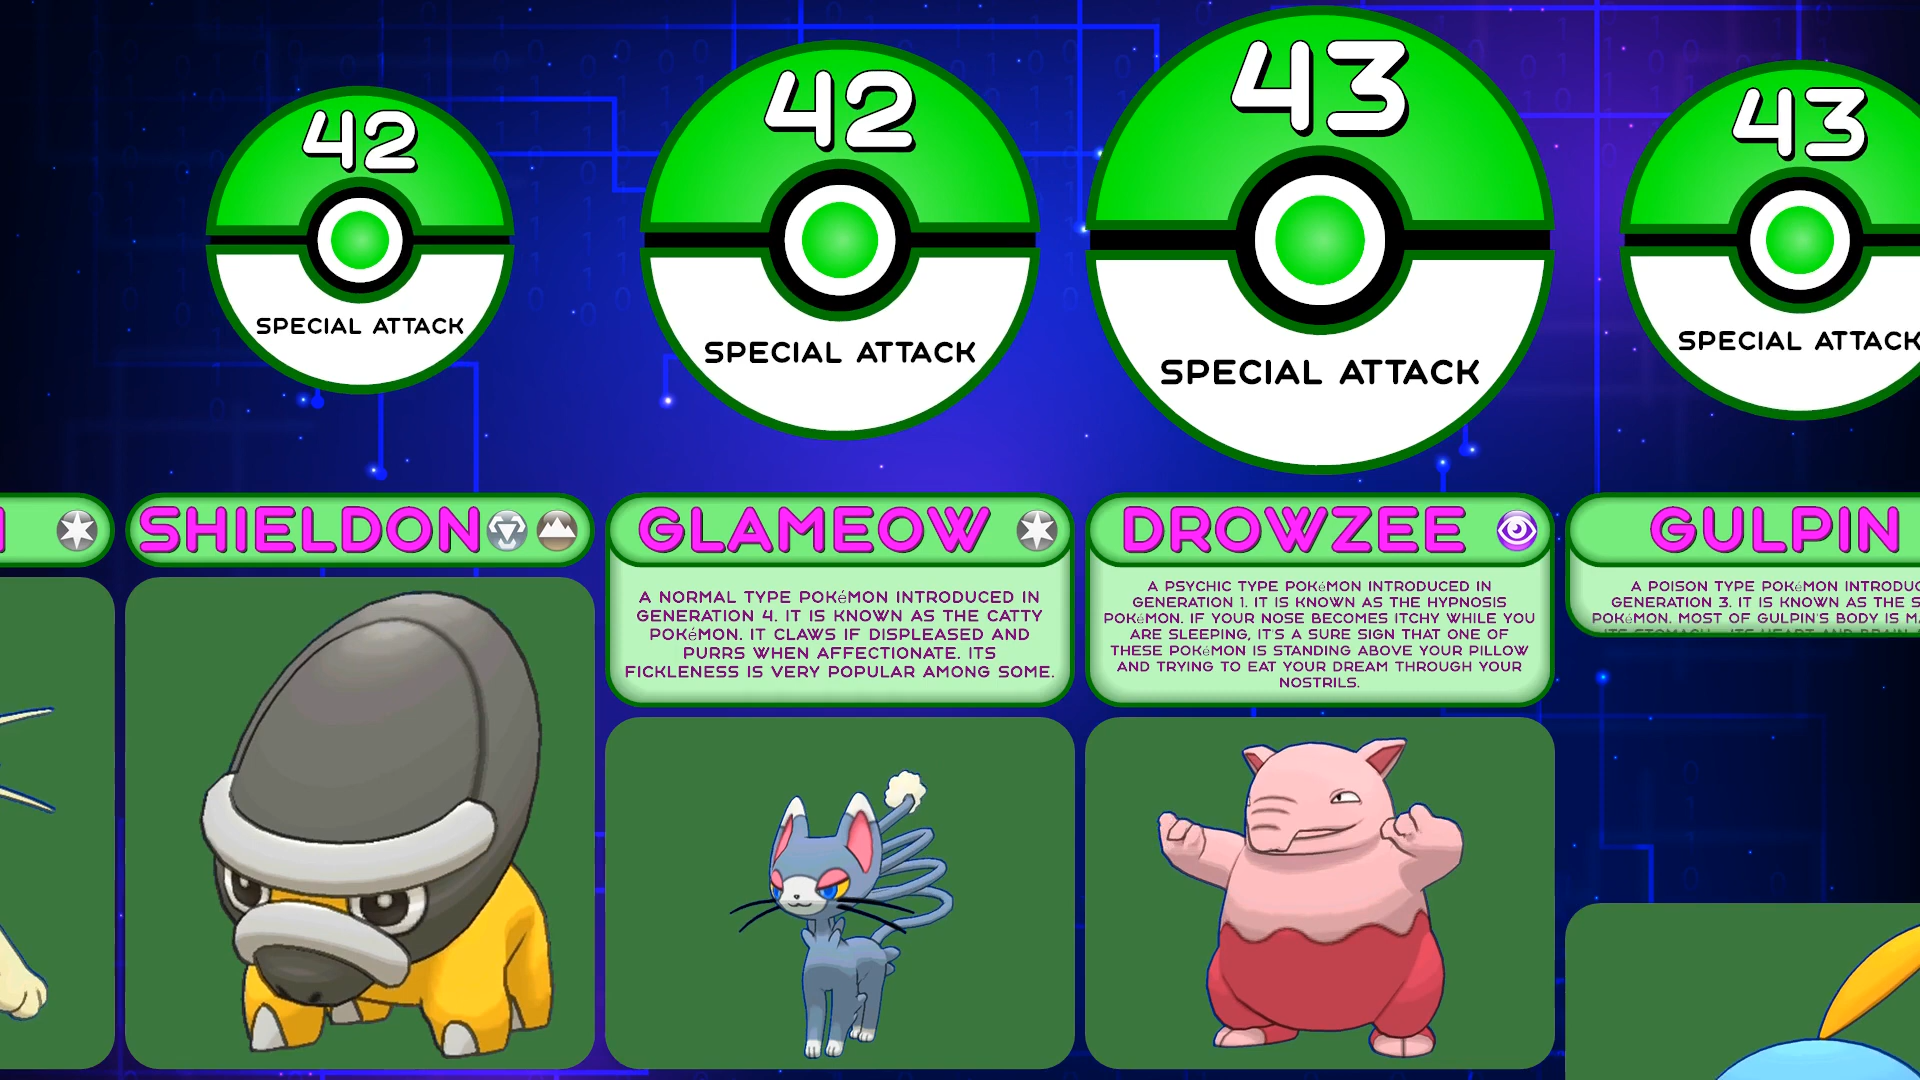 42
SPECIAL ATTACK
42
SPECIAL ATTACK
43
SPECIAL ATTACK
43
SPECIAL ATTACK
SHIELDON
GLAMEOW
A NORMAL TYPE POKéMON INTRODUCED IN
GENERATION 4. IT IS KNOWN AS THE CATTY
POKéMON. IT CLAWS IF DISPLEASED AND
PURRS WHEN AFFECTIONATE. ITS
FICKLENESS IS VERY POPULAR AMONG SOME.
DROWZEE
A PSYCHIC TYPE POKéMON INTRODUCED IN
GENERATION 1. IT IS KNOWN AS THE HYPNOSIS
POKéMON. IF YOUR NOSE BECOMES ITCHY WHILE YOU
ARE SLEEPING, IT'S A SURE SIGN THAT ONE OF
THESE POKéMON IS STANDING ABOVE YOUR PILLOW
AND TRYING TO EAT YOUR DREAM THROUGH YOUR
NOSTRILS.
GULPIN
A POISON TYPE POKéMON
GENERATION 3. IT IS KNOWN AS THE
POKéMON. MOST OF GULPIN'S BODY IS